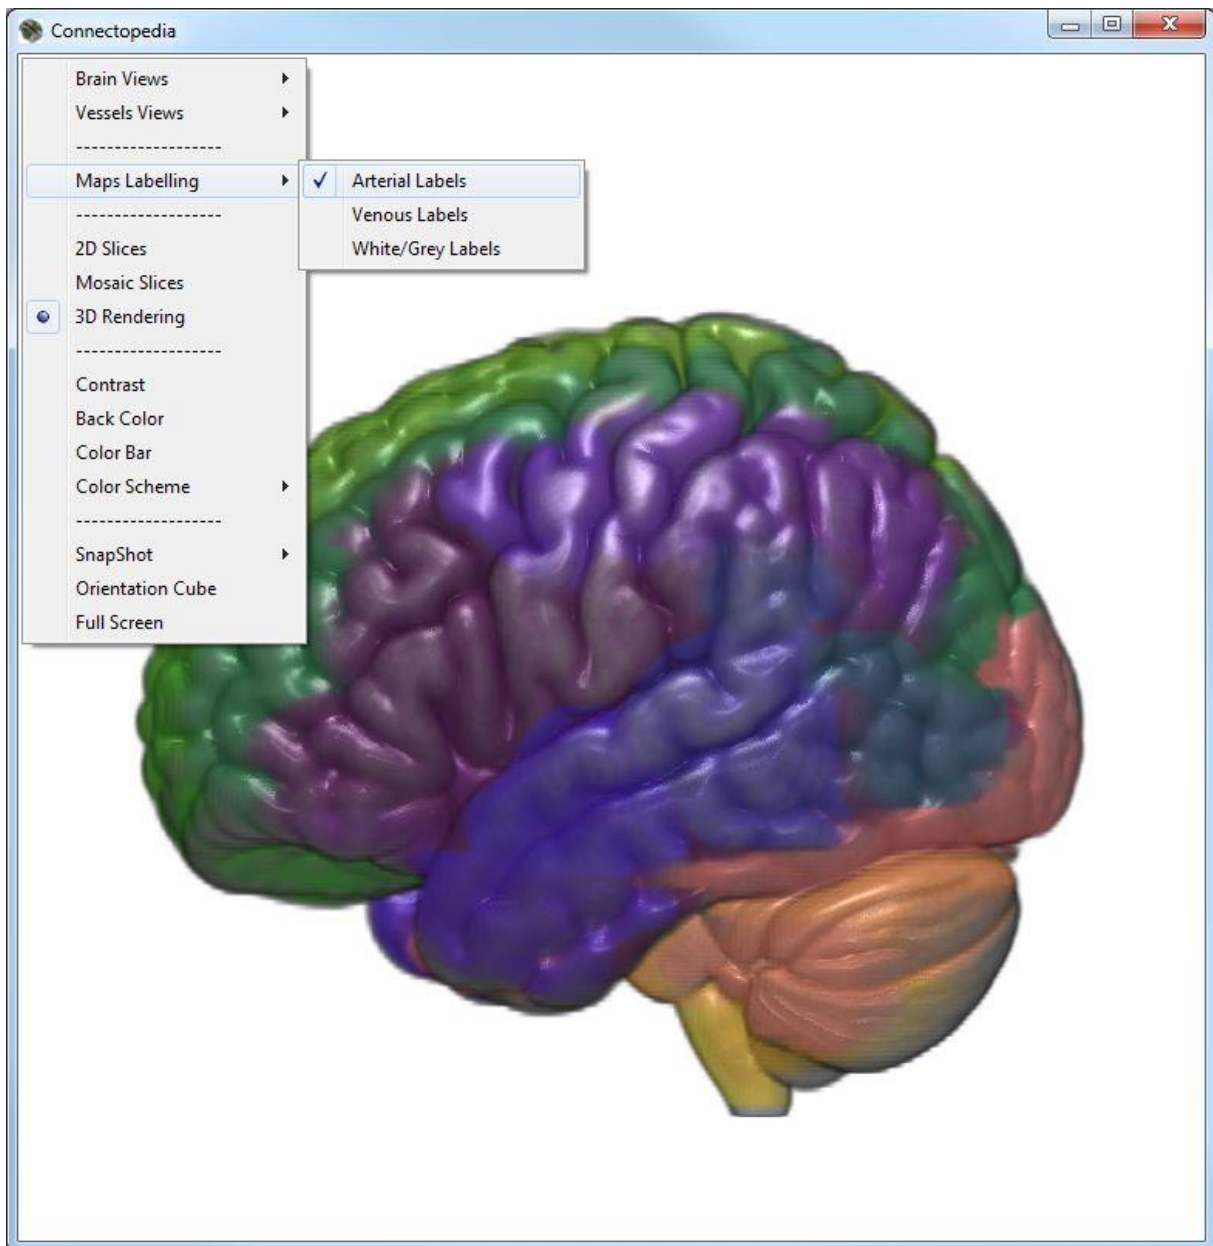 Connectopedia
Brain Views
Vessels Views
-------------------
Maps Labelling
Arterial Labels
Venous Labels
White/Grey Labels
-------------------
2D Slices
Mosaic Slices
3D Rendering
-------------------
Contrast
Back Color
Color Bar
Color Scheme
-------------------
SnapShot
Orientation Cube
Full Screen